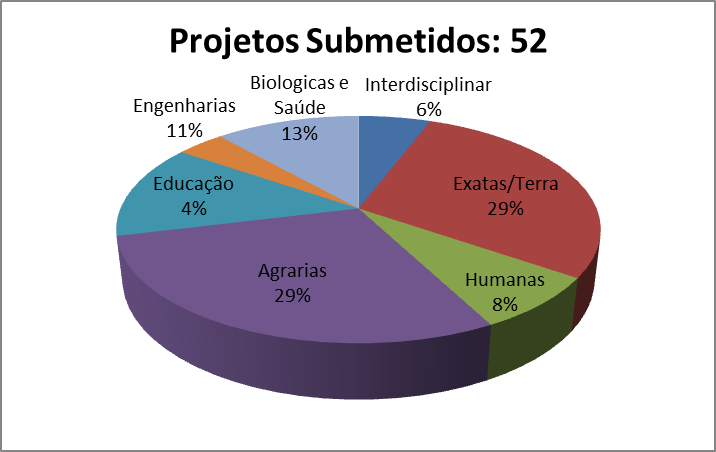 Projetos Submetidos: 52
Interdisciplinar
6%
Exatas/Terra
29%
Humanas
8%
Agrarias
29%
Educação
4%
Engenharias
11%
Biologicas e
Saúde
13%